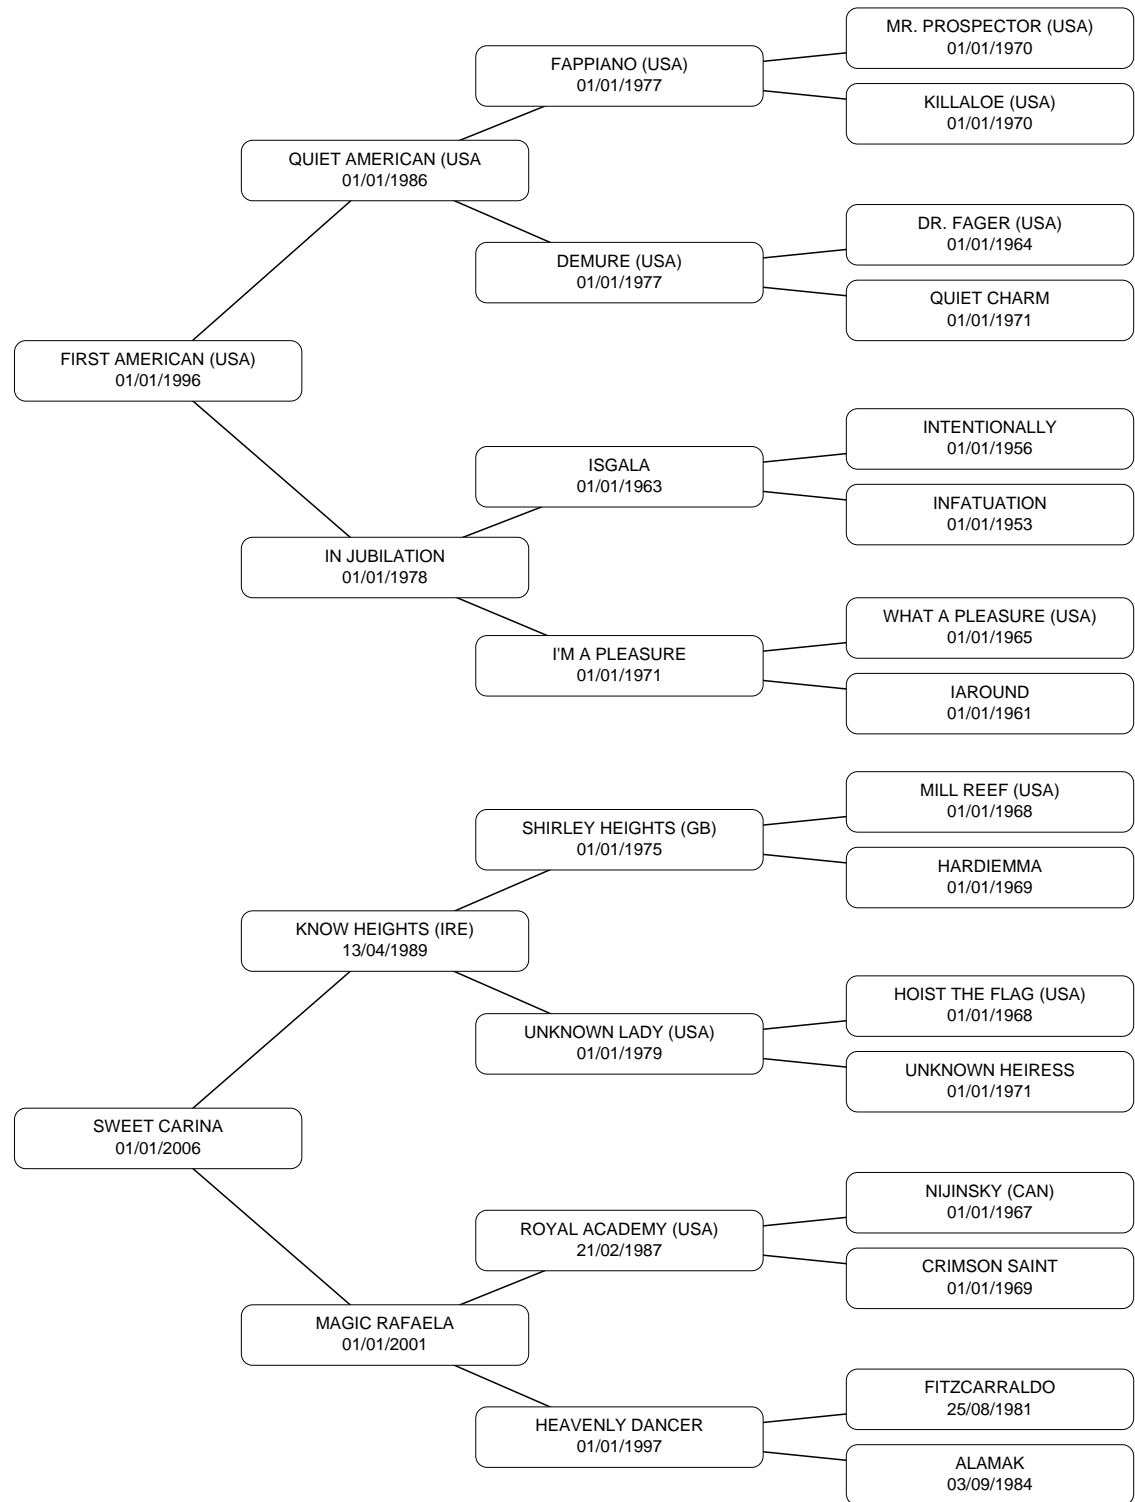 MR. PROSPECTOR (USA)
01/01/1970
FAPPIANO (USA)
01/01/1977
KILLALOE (USA)
01/01/1970
QUIET AMERICAN (USA
01/01/1986
DR. FAGER (USA)
01/01/1964
DEMURE (USA)
01/01/1977
QUIET CHARM
01/01/1971
FIRST AMERICAN (USA)
01/01/1996
INTENTIONALLY
01/01/1956
ISGALA
01/01/1963
INFATUATION
01/01/1953
IN JUBILATION
01/01/1978
WHAT A PLEASURE (USA)
01/01/1965
I'M A PLEASURE
01/01/1971
IAROUND
01/01/1961
MILL REEF (USA)
01/01/1968
SHIRLEY HEIGHTS (GB)
01/01/1975
HARDIEMMA
01/01/1969
KNOW HEIGHTS (IRE)
13/04/1989
HOIST THE FLAG (USA)
01/01/1968
UNKNOWN LADY (USA)
01/01/1979
UNKNOWN HEIRESS
01/01/1971
SWEET CARINA
01/01/2006
NIJINSKY (CAN)
01/01/1967
ROYAL ACADEMY (USA)
21/02/1987
CRIMSON SAINT
01/01/1969
MAGIC RAFAELA
01/01/2001
FITZCARRALDO
25/08/1981
HEAVENLY DANCER
01/01/1997
ALAMAK
03/09/1984